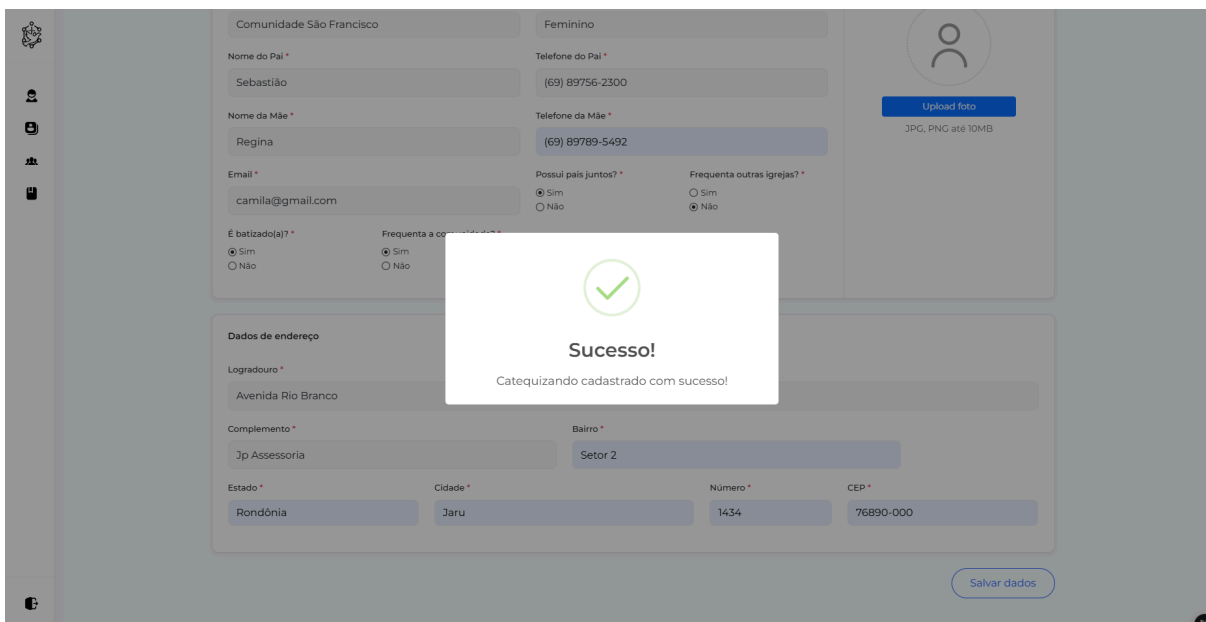 Comunidade São Francisco Feminino
Nome do Pai * Telefone do Pai *
Sebastião (69) 89756-2300
Upload foto
Nome da Mãe * Telefone da Mãe *
JPG, PNG até 10MB
Regina (69) 89789-5492
Email * Possui pais juntos? * Frequenta outras igrejas? *
Sim Sim
camila@gmail.com
Não Não
É batizado(a)? * Frequenta a comunidade? *
Sim Sim
Não Não
Sucesso!
Catequizando cadastrado com sucesso!
Dados de endereço
Logradouro *
Avenida Rio Branco
Complemento * Bairro *
Jp Assessoria Setor 2
Estado * Cidade * Número * CEP *
Rondônia Jaru 1434 76890-000
Salvar dados